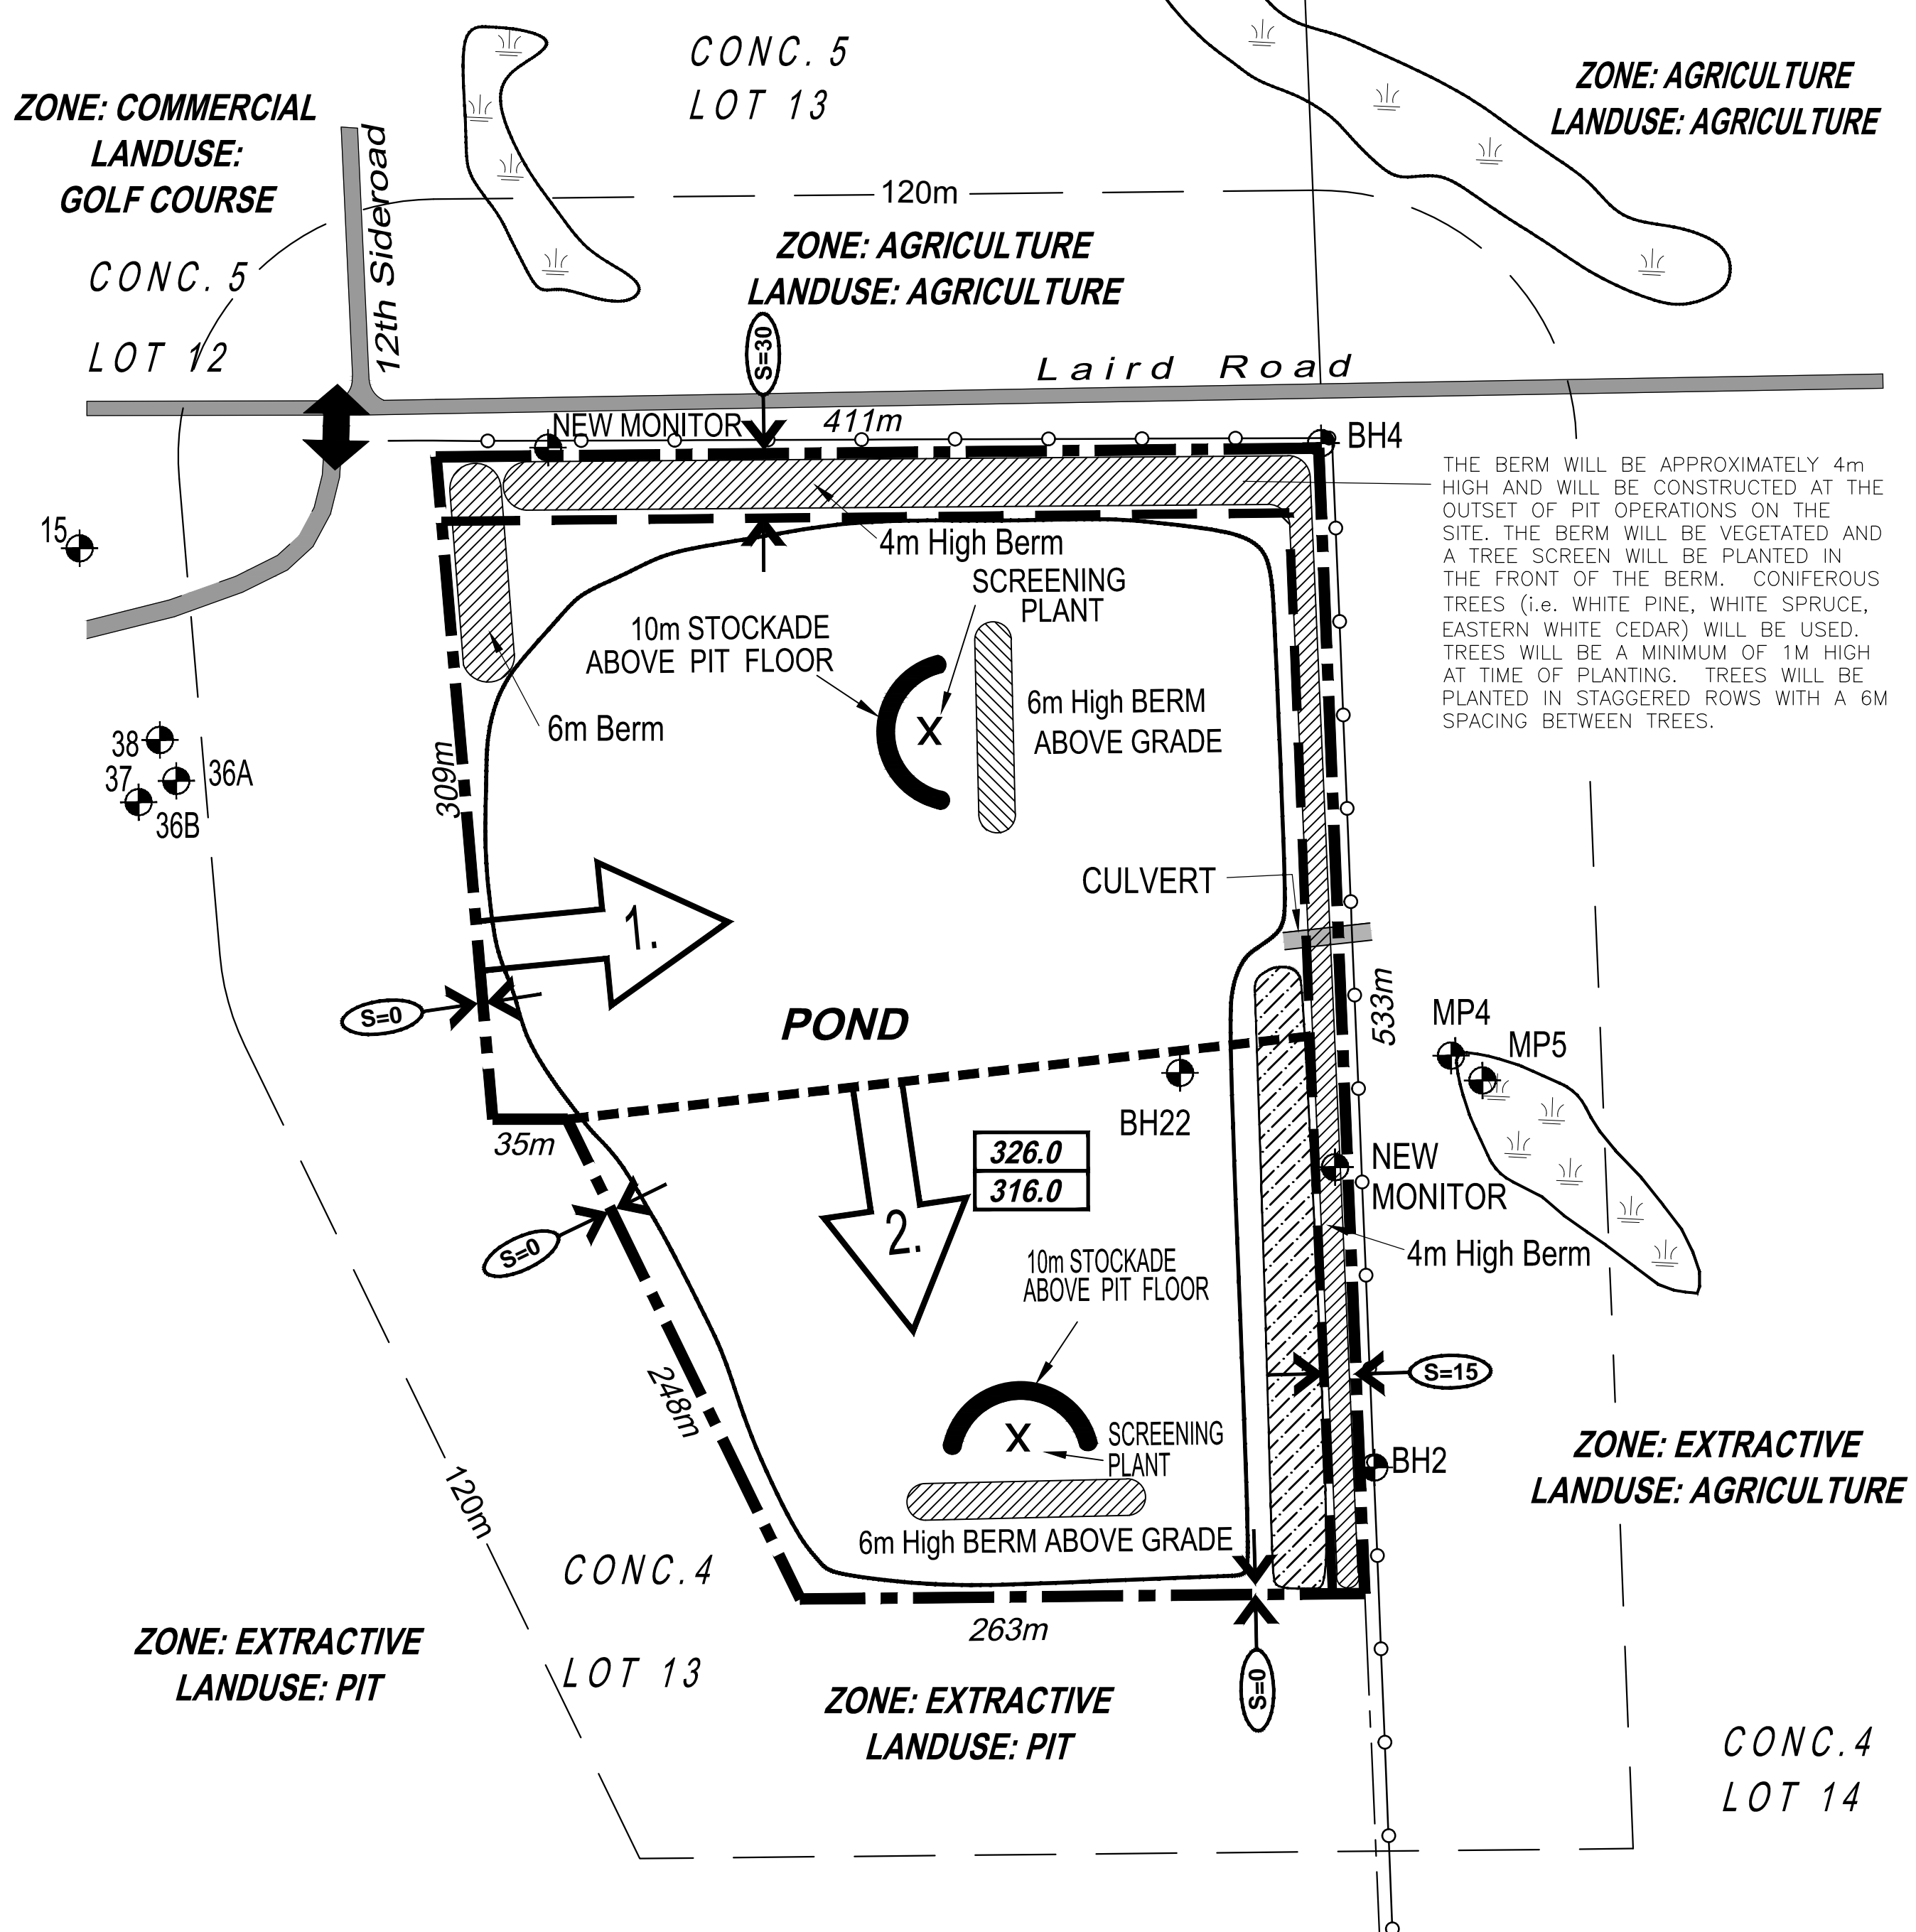 CONC. 5
LOT 13
ZONE: AGRICULTURE
LANDUSE: AGRICULTURE
ZONE: COMMERCIAL
LANDUSE:
GOLF COURSE
12th Sideroad
120m
ZONE: AGRICULTURE
LANDUSE: AGRICULTURE
CONC. 5
LOT 12
S=30
Laird Road
411m
NEW MONITOR
BH4
THE BERM WILL BE APPROXIMATELY 4m
HIGH AND WILL BE CONSTRUCTED AT THE
OUTSET OF PIT OPERATIONS ON THE
SITE. THE BERM WILL BE VEGETATED AND
A TREE SCREEN WILL BE PLANTED IN
THE FRONT OF THE BERM. CONIFEROUS
TREES (i.e. WHITE PINE, WHITE SPRUCE,
EASTERN WHITE CEDAR) WILL BE USED.
TREES WILL BE A MINIMUM OF 1M HIGH
AT TIME OF PLANTING. TREES WILL BE
PLANTED IN STAGGERED ROWS WITH A 6M
SPACING BETWEEN TREES.
15
4m High Berm
SCREENING
PLANT
10m STOCKADE
ABOVE PIT FLOOR
X
6m High BERM
ABOVE GRADE
6m Berm
38
37
36A
36B
309m
CULVERT
1.
S=0
POND
533m
MP4
MP5
BH22
35m
326.0
316.0
NEW
MONITOR
2.
S=0
4m High Berm
10m STOCKADE
ABOVE PIT FLOOR
248m
S=15
X
SCREENING
PLANT
BH2
ZONE: EXTRACTIVE
LANDUSE: AGRICULTURE
120m
6m High BERM ABOVE GRADE
CONC.4
LOT 13
263m
ZONE: EXTRACTIVE
LANDUSE: PIT
S=0
ZONE: EXTRACTIVE
LANDUSE: PIT
CONC.4
LOT 14